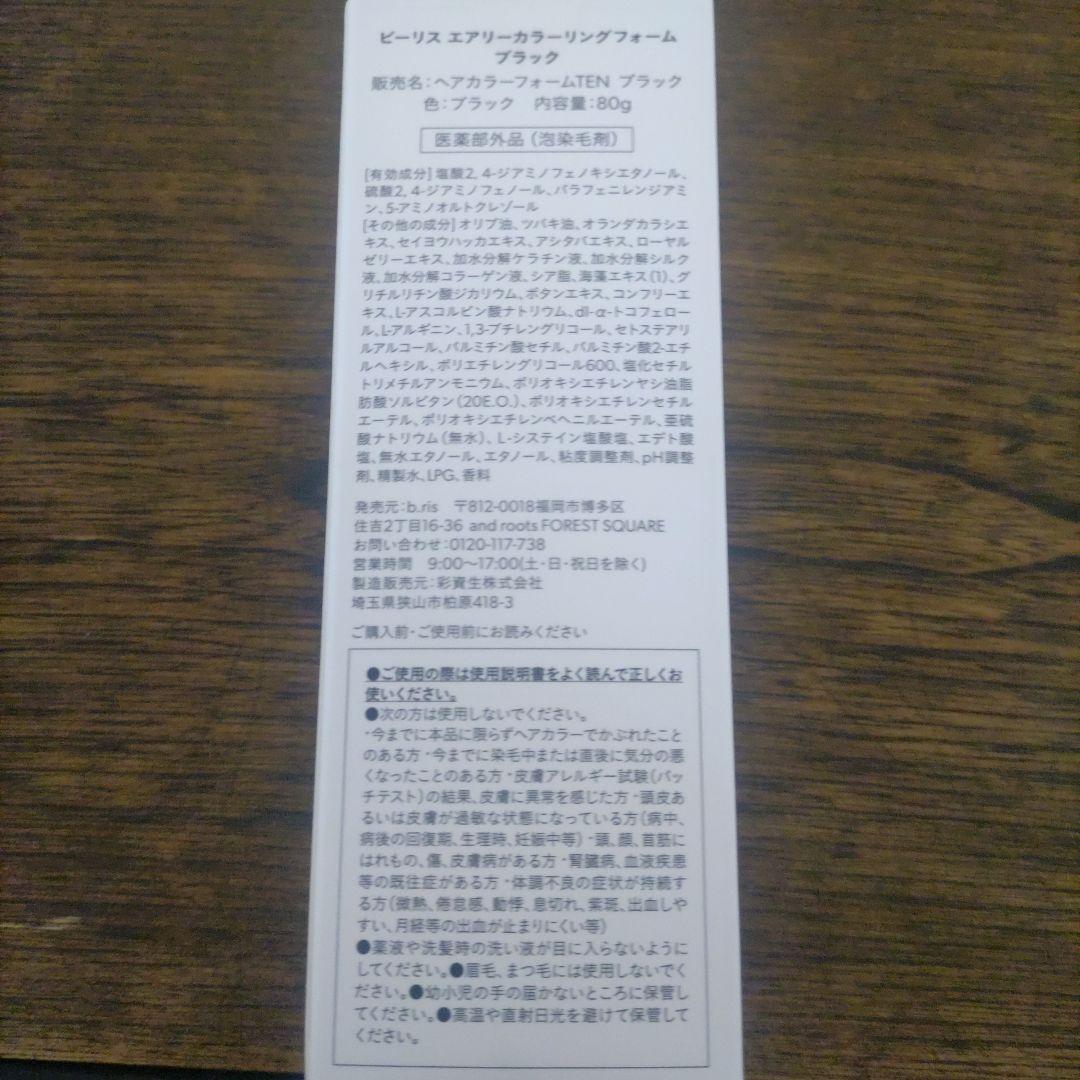 ビーリス エアリーカラーリングフォーム
ブラック
販売名：ヘアカラーフォームTEN ブラック
色：ブラック 内容量：80g
医薬部外品（泡染毛剤）
[有効成分] 塩酸2, 4-ジアミノフェノキシエタノール、
硫酸2, 4-ジアミノフェノール、パラフェニレンジアミ
ン、5-アミノオルトクレゾール
[その他の成分] オリブ油、ツバキ油、オランダカラシエ
キス、セイヨウハッカエキス、アシタバエキス、ローヤル
ゼリーエキス、加水分解ケラチン液、加水分解シルク
液、加水分解コラーゲン液、シア脂、海藻エキス（1）、グ
リチルリチン酸ジカリウム、ボタンエキス、コンフリーエ
キス、L-アスコルビン酸ナトリウム、dl-α-トコフェロー
ル、L-アルギニン、1,3-ブチレングリコール、セトステアリ
ルアルコール、パルミチン酸セチル、パルミチン酸2-エチ
ルヘキシル、ポリエチレングリコール600、塩化セチル
トリメチルアンモニウム、ポリオキシエチレンヤシ油脂
肪酸ソルビタン（20E.O.）、ポリオキシエチレンセチル
エーテル、ポリオキシエチレンベヘニルエーテル、亜硫
酸ナトリウム（無水）、L-システイン塩酸塩、エデト酸
塩、無水エタノール、エタノール、粘度調整剤、pH調整
剤、精製水、LPG、香料
発売元：b.ris 〒812-0018福岡市博多区
住吉2丁目16-36 and roots FOREST SQUARE
お問い合わせ：0120-117-738
営業時間 9:00～17:00(土・日・祝日を除く)
製造販売元：彩資生株式会社
埼玉県狭山市柏原418-3
ご購入前・ご使用前にお読みください
●ご使用の際は使用説明書をよく読んで正しくお
使いください。
●次の方は使用しないでください。
・今までに本品に限らずヘアカラーでかぶれたこと
のある方・今までに染毛中または直後に気分の悪
くなったことのある方・皮膚アレルギー試験（パッ
チテスト）の結果、皮膚に異常を感じた方・頭皮あ
るいは皮膚が過敏な状態になっている方（病中、
病後の回復期、生理時、妊娠中等）・頭、顔、首筋に
はれもの、傷、皮膚病がある方・腎臓病、血液疾患
等の既往症がある方・体調不良の症状が持続す
る方（微熱、倦怠感、動悸、息切れ、紫斑、出血しや
すい、月経等の出血が止まりにくい等）
●薬液や洗髪時の洗い液が目に入らないように
してください。●眉毛、まつ毛には使用しないでく
ださい。●幼小児の手の届かないところに保管し
てください。●高温や直射日光を避けて保管して
ください。